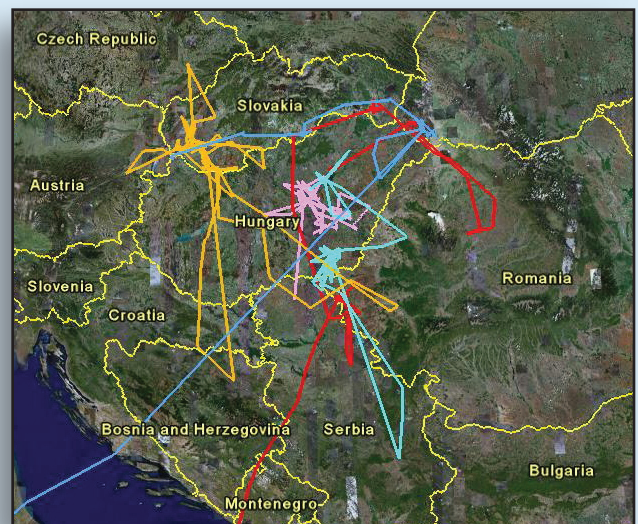 Czech Republic
Slovakia
Austria
Hungary
Slovenia
Romania
Croatia
Bosnia and Herzegovina
Serbia
Bulgaria
Montenegro